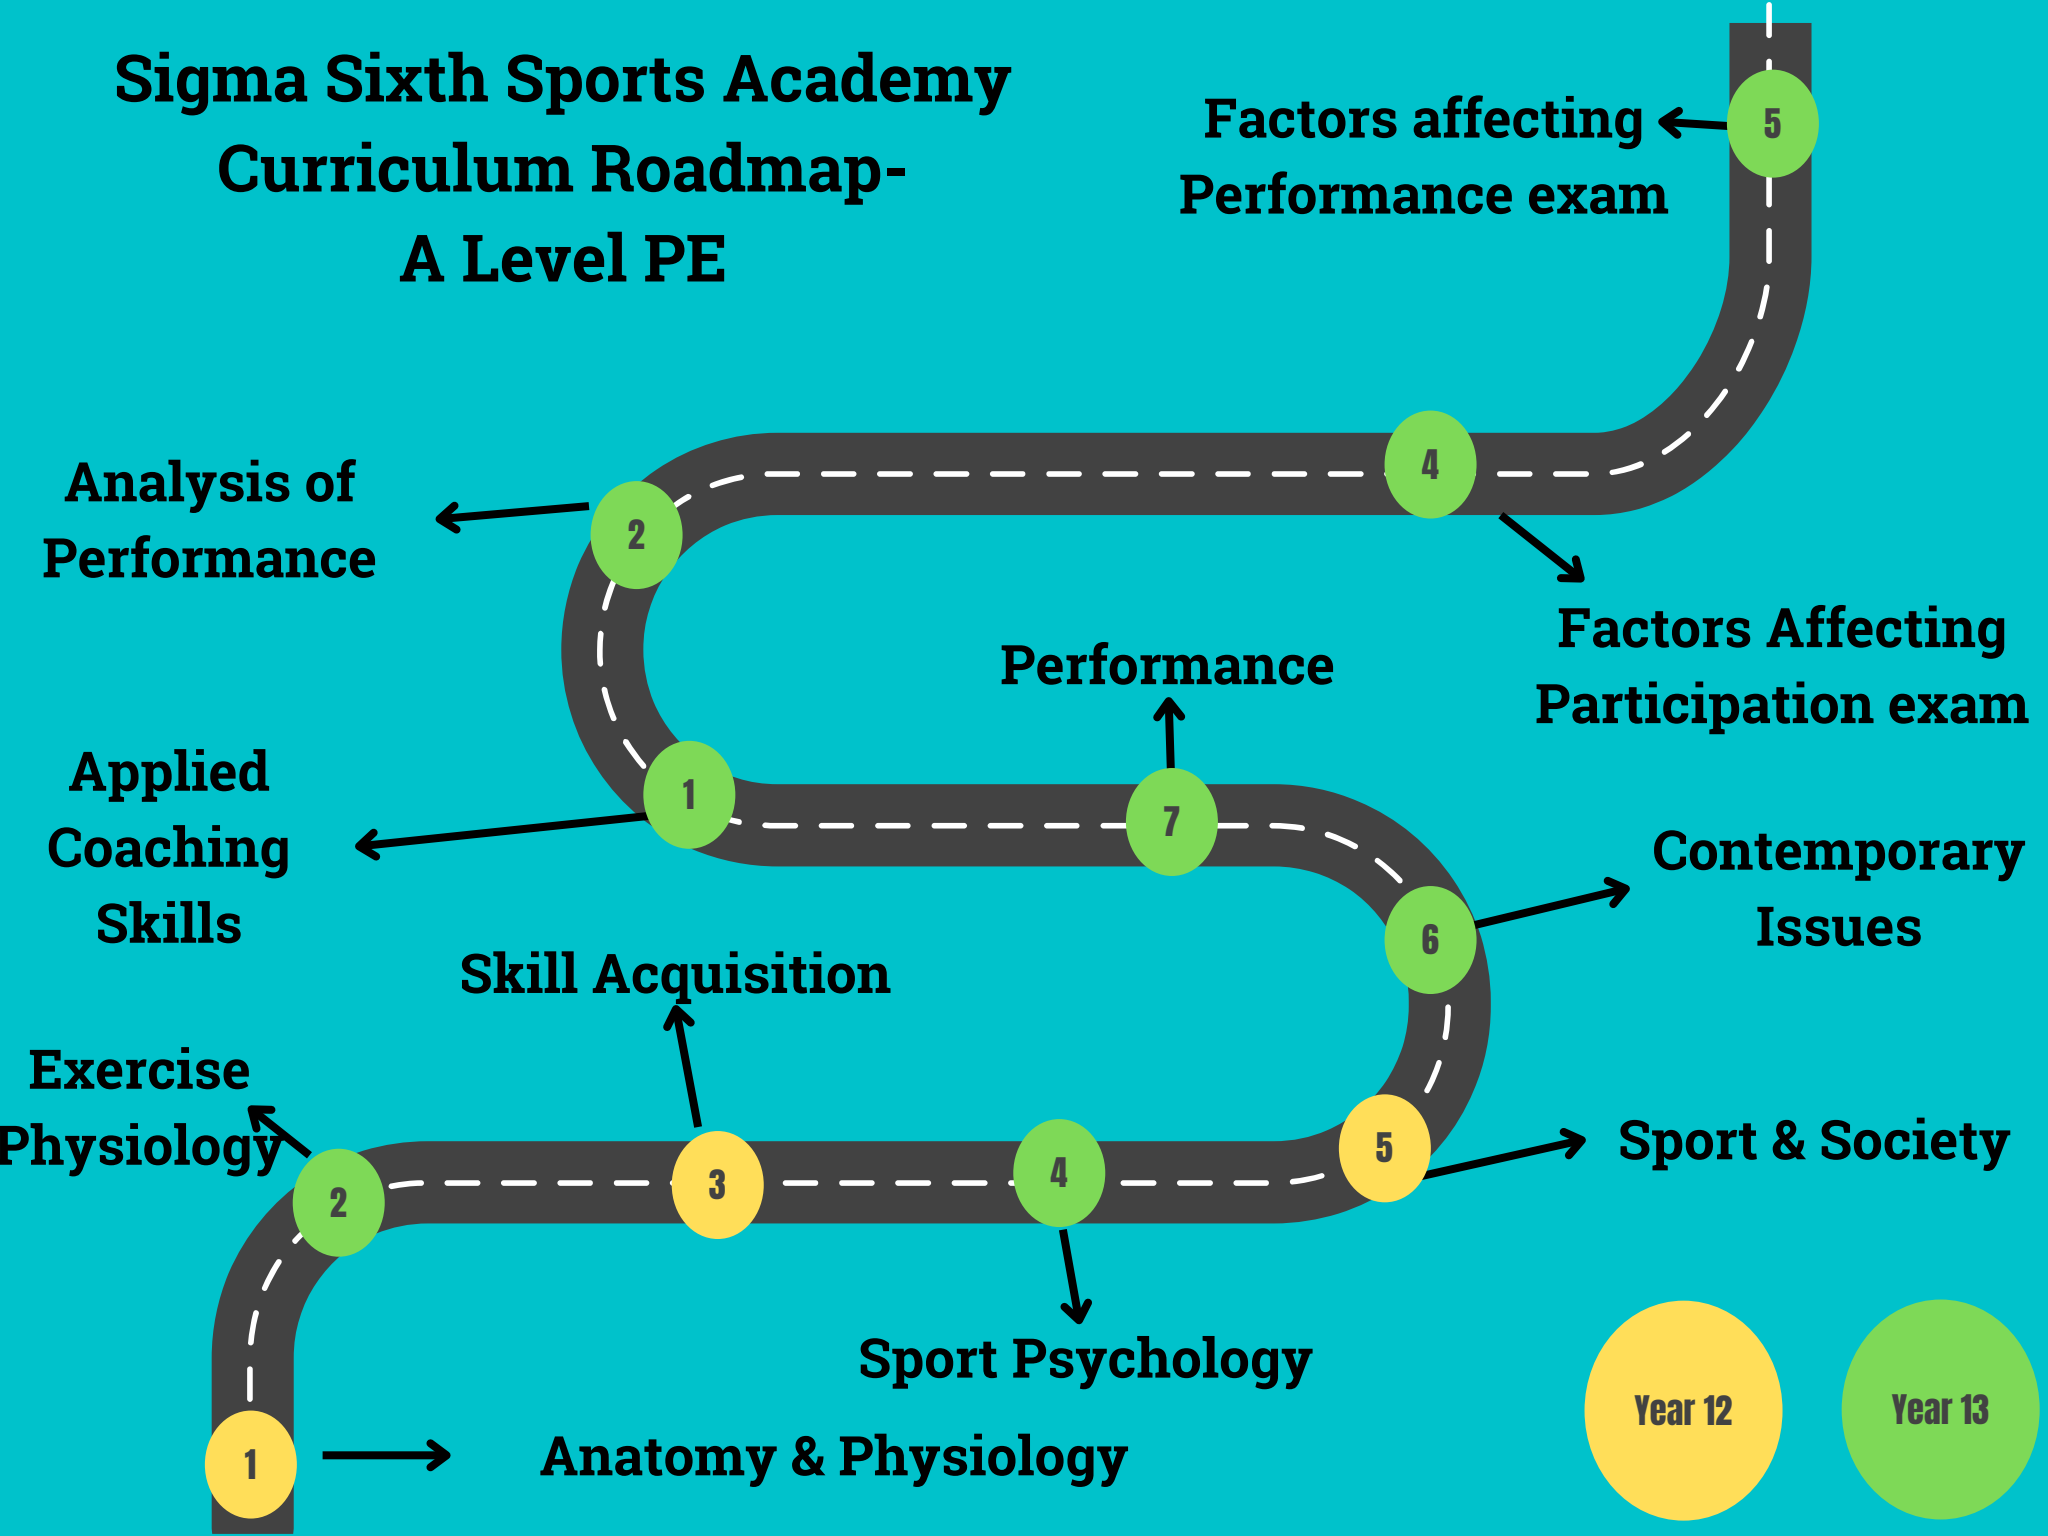 Sigma Sixth Sports Academy
Curriculum Roadmap-
A Level PE
5
Factors affecting
Performance exam
4
Factors Affecting
Participation exam
2
Analysis of
Performance
1
Applied
Coaching
Skills
7
Performance
6
Contemporary
Issues
5
Sport & Society
4
Sport Psychology
3
Skill Acquisition
2
Exercise
Physiology
1
Anatomy & Physiology
Year 12
Year 13